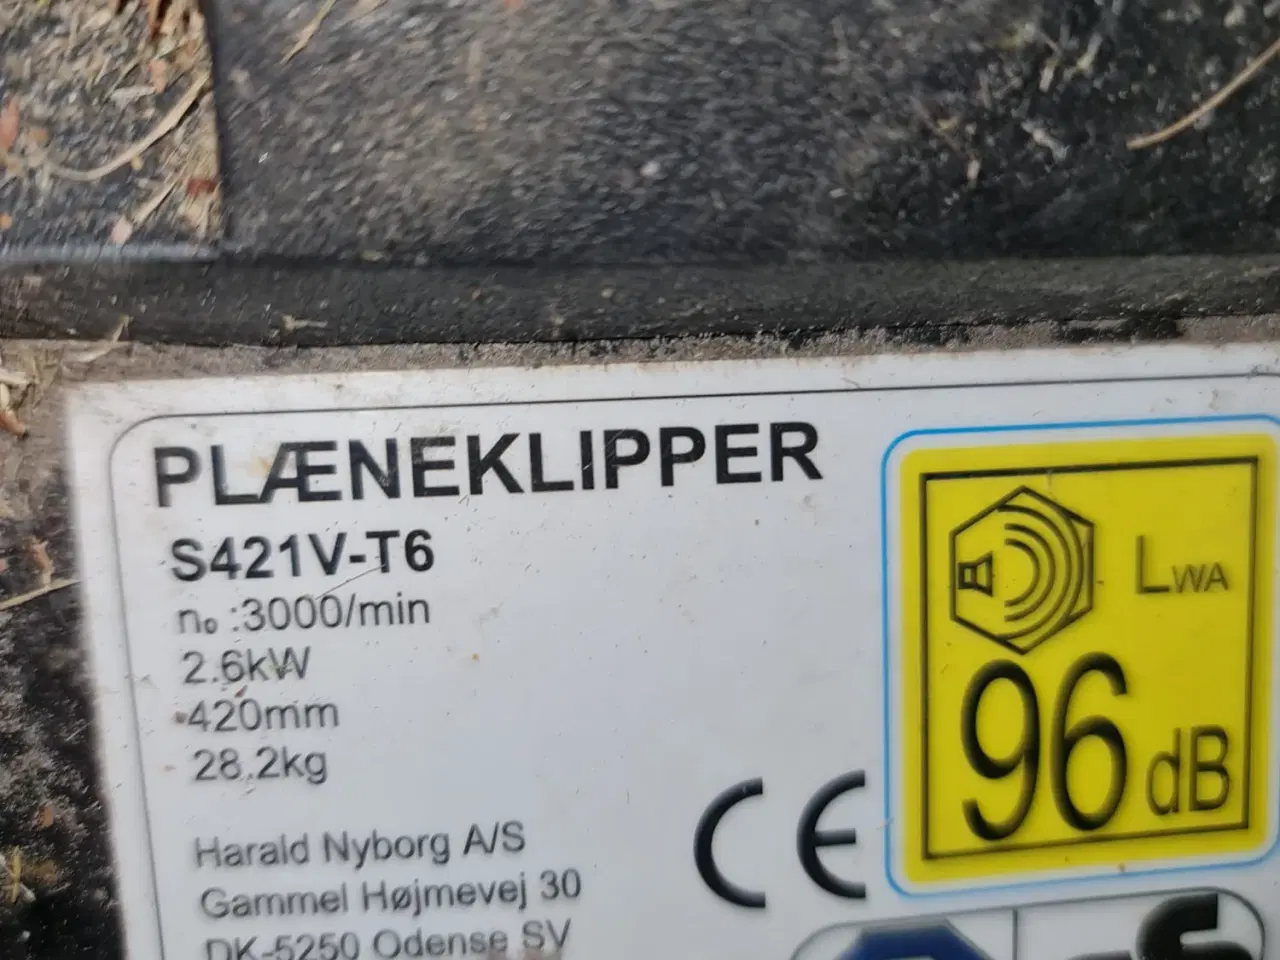 PLÆNEKLIPPER
S421V-T6
n₀ :3000/min
2.6kW
420mm
28.2kg
Harald Nyborg A/S
Gammel Højmevej 30
DK-5250 Odense SV
CE
LWA
96 dB